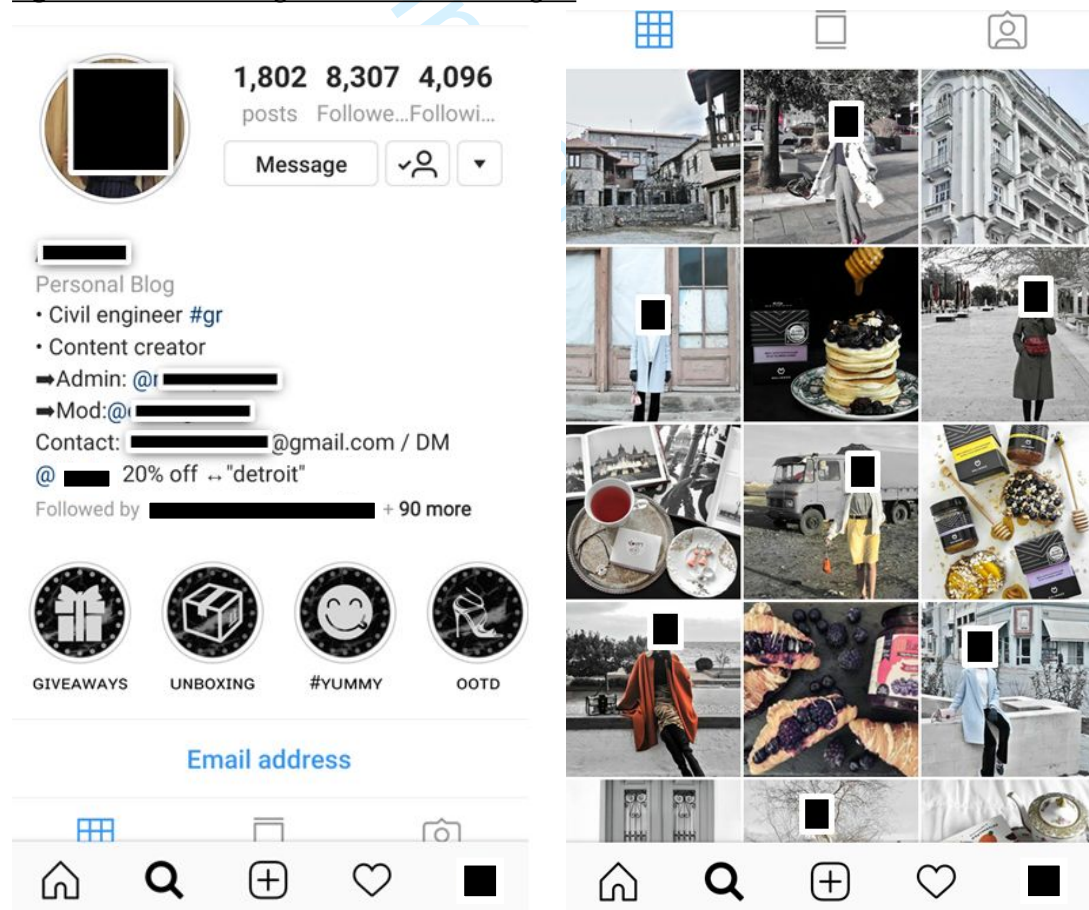 1,802 8,307 4,096
posts Followe...Followi...
Message
Personal Blog
• Civil engineer #gr
• Content creator
➡Admin: @
➡Mod:@
Contact: @gmail.com / DM
@ 20% off ↔"detroit"
Followed by + 90 more
GIVEAWAYS UNBOXING #YUMMY OOTD
Email address